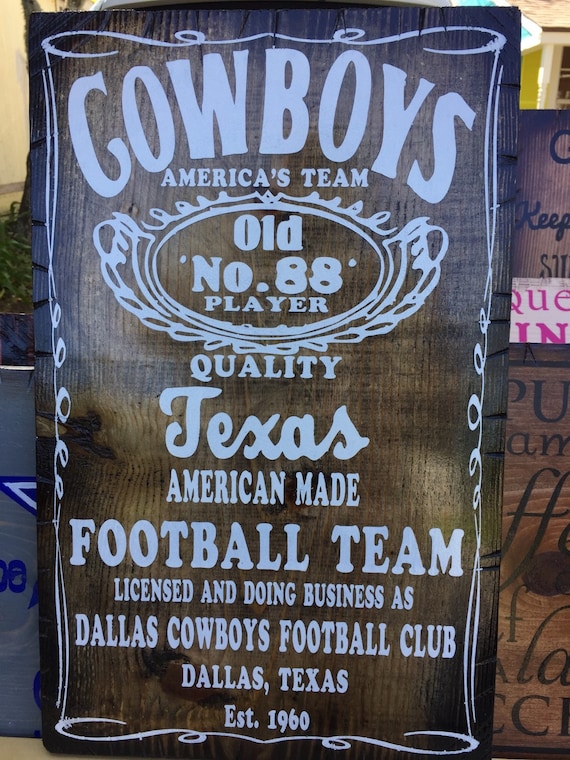 COWBOYS
AMERICA'S TEAM
Old
No.88
PLAYER
QUALITY
Texas
AMERICAN MADE
FOOTBALL TEAM
LICENSED AND DOING BUSINESS AS
DALLAS COWBOYS FOOTBALL CLUB
DALLAS, TEXAS
Est. 1960
Keep